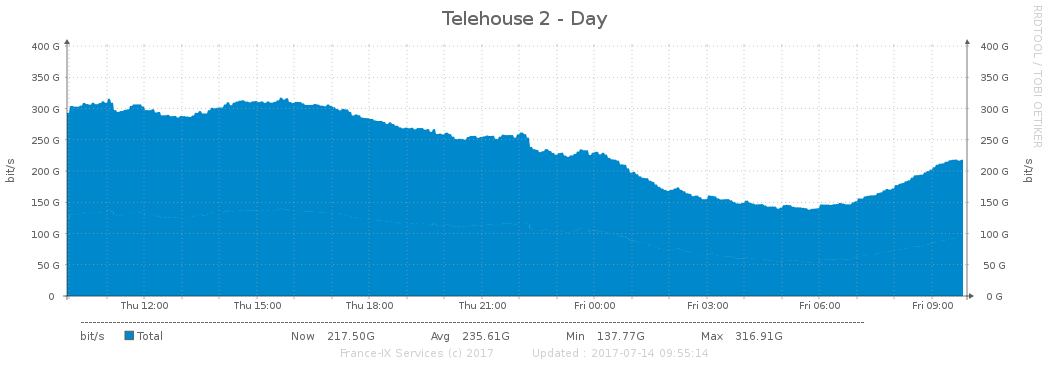 Telehouse 2 - Day
RRDTOOL / TOBI OETIKER
bit/s
400 G
350 G
300 G
250 G
200 G
150 G
100 G
50 G
0
400 G
350 G
300 G
250 G
200 G
150 G
100 G
50 G
0 G
bit/s
Thu 12:00 Thu 15:00 Thu 18:00 Thu 21:00 Fri 00:00 Fri 03:00 Fri 06:00 Fri 09:00
bit/s Total Now 217.50G Avg 235.61G Min 137.77G Max 316.91G
France-IX Services (c) 2017 Updated : 2017-07-14 09:55:14